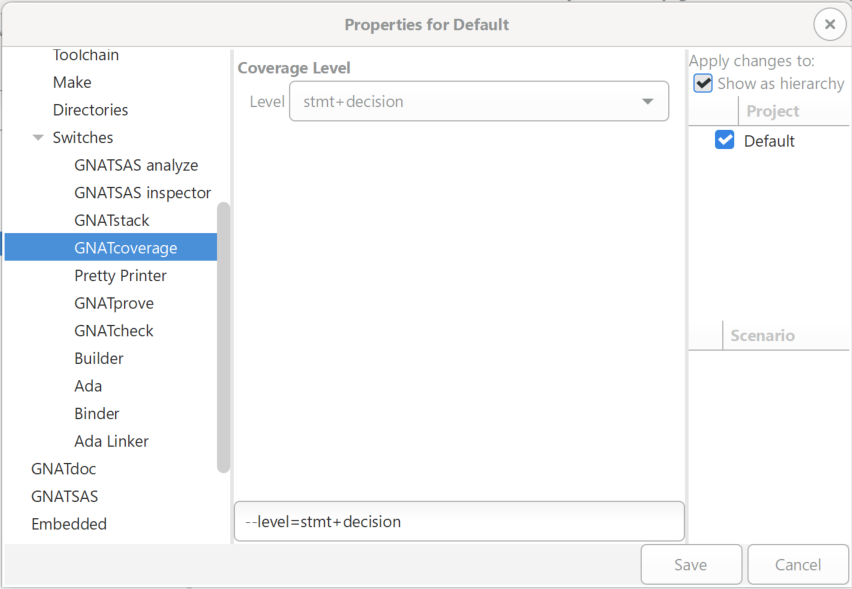 Properties for Default
Toolchain
Make
Directories
Switches
GNATSAS analyze
GNATSAS inspector
GNATstack
GNATcoverage
Pretty Printer
GNATprove
GNATcheck
Builder
Ada
Binder
Ada Linker
GNATdoc
GNATSAS
Embedded
Coverage Level
Level stmt+decision
--level=stmt+decision
Apply changes to:
Show as hierarchy
Project
Default
Scenario
Save
Cancel